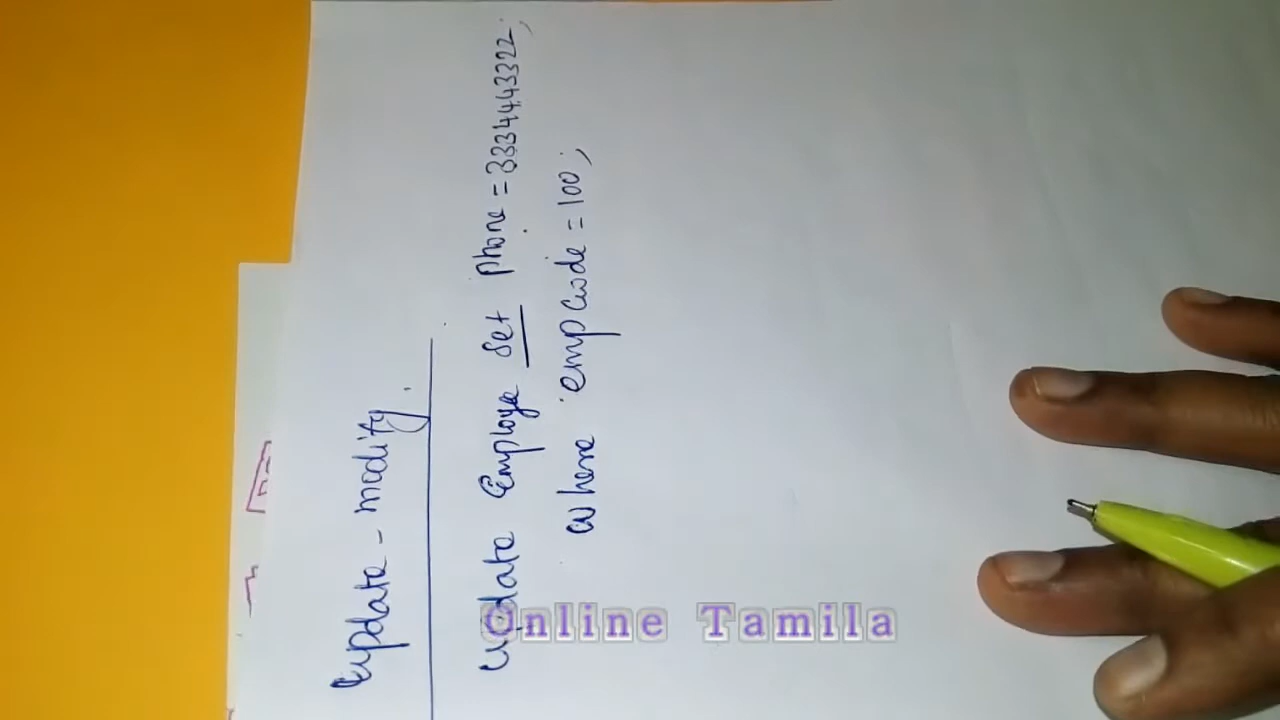 Update - modify.
update Employe set phone = 3334443322;
where empcode = 100;
Online Tamila